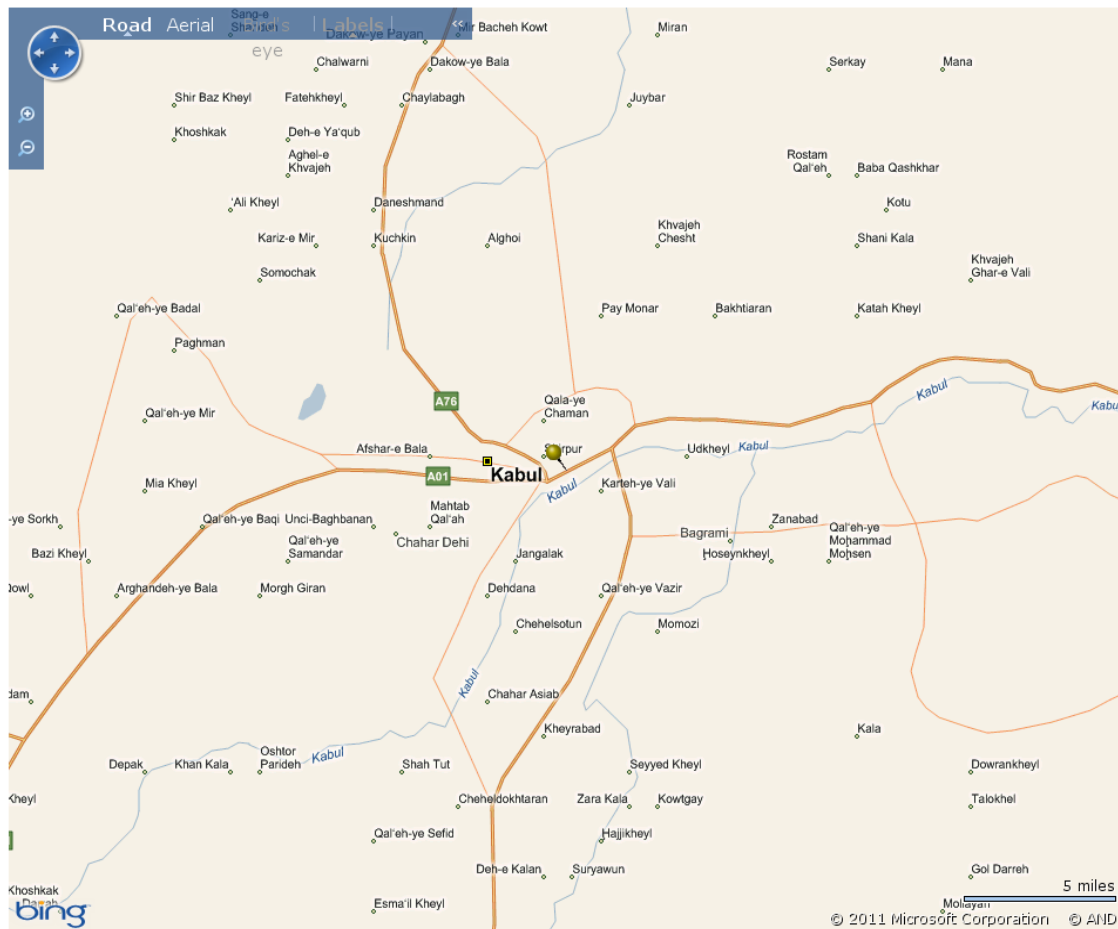 Road Aerial Bird's Labels <<
eye
Dakow-ye Payan
Mir Bacheh Kowt
Miran
Chalwarni
Dakow-ye Bala
Serkay
Mana
Shir Baz Kheyl
Fatehkheyl
Chaylabagh
Juybar
Khoshkak
Deh-e Ya'qub
Aghel-e
Khvajeh
Rostam
Qal'eh
Baba Qashkhar
'Ali Kheyl
Daneshmand
Kotu
Kariz-e Mir
Kuchkin
Alghoi
Khvajeh
Chesht
Shani Kala
Somochak
Khvajeh
Ghar-e Vali
Qal'eh-ye Badal
Pay Monar
Bakhtiaran
Katah Kheyl
Paghman
A76
Qal'eh-ye Mir
Qala-ye
Chaman
Kabul
Afshar-e Bala
Udkheyl
Kabul
A01
Kabul
Kabul
Mia Kheyl
Karteh-ye Vali
-ye Sorkh
Qal'eh-ye Baqi
Unci-Baghbanan
Mahtab
Qal'ah
Chahar Dehi
Bagrami
Zanabad
Qal'eh-ye
Mohammad
Mohsen
Bazi Kheyl
Qal'eh-ye
Samandar
Jangalak
Hoseynkheyl
Qowl
Arghandeh-ye Bala
Morgh Giran
Dehdana
Qal'eh-ye Vazir
Chehelsotun
Momozi
Kabul
dam
Chahar Asiab
Kheyrabad
Kala
Depak
Khan Kala
Oshtor
Parideh
Kabul
Shah Tut
Seyyed Kheyl
Dowrankheyl
Kheyl
Cheheldokhtaran
Zara Kala
Kowtgay
Talokhel
Qal'eh-ye Sefid
Hajjikheyl
Deh-e Kalan
Suryawun
Gol Darreh
Khoshkak
5 miles
bing
Esma'il Kheyl
© 2011 Microsoft Corporation © AND